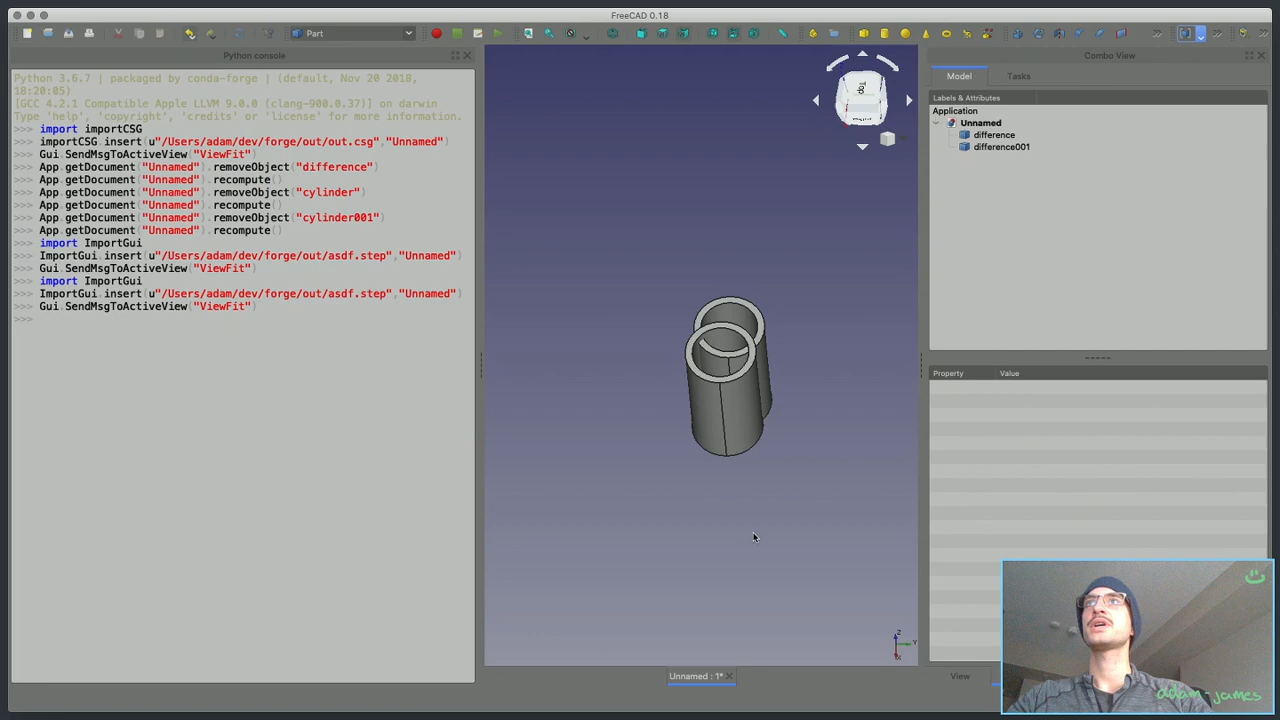 FreeCAD 0.18
Part
Python console
Combo View
Python 3.6.7 | packaged by conda-forge | (default, Nov 20 2018,
18:20:05)
[GCC 4.2.1 Compatible Apple LLVM 9.0.0 (clang-900.0.37)] on darwin
Type 'help', 'copyright', 'credits' or 'license' for more information.
>>> import importCSG
>>> importCSG.insert(u"/Users/adam/dev/forge/out/out.csg","Unnamed")
>>> Gui.SendMsgToActiveView("ViewFit")
>>> App.getDocument("Unnamed").removeObject("difference")
>>> App.getDocument("Unnamed").recompute()
>>> App.getDocument("Unnamed").removeObject("cylinder")
>>> App.getDocument("Unnamed").recompute()
>>> App.getDocument("Unnamed").removeObject("cylinder001")
>>> App.getDocument("Unnamed").recompute()
>>> import ImportGui
>>> ImportGui.insert(u"/Users/adam/dev/forge/out/asdf.step","Unnamed")
>>> Gui.SendMsgToActiveView("ViewFit")
>>> import ImportGui
>>> ImportGui.insert(u"/Users/adam/dev/forge/out/asdf.step","Unnamed")
>>> Gui.SendMsgToActiveView("ViewFit")
>>>
Top
Z
Y
X
Unnamed : 1*
Model
Tasks
Labels & Attributes
Application
Unnamed
difference
difference001
Property
Value
View
adam-james